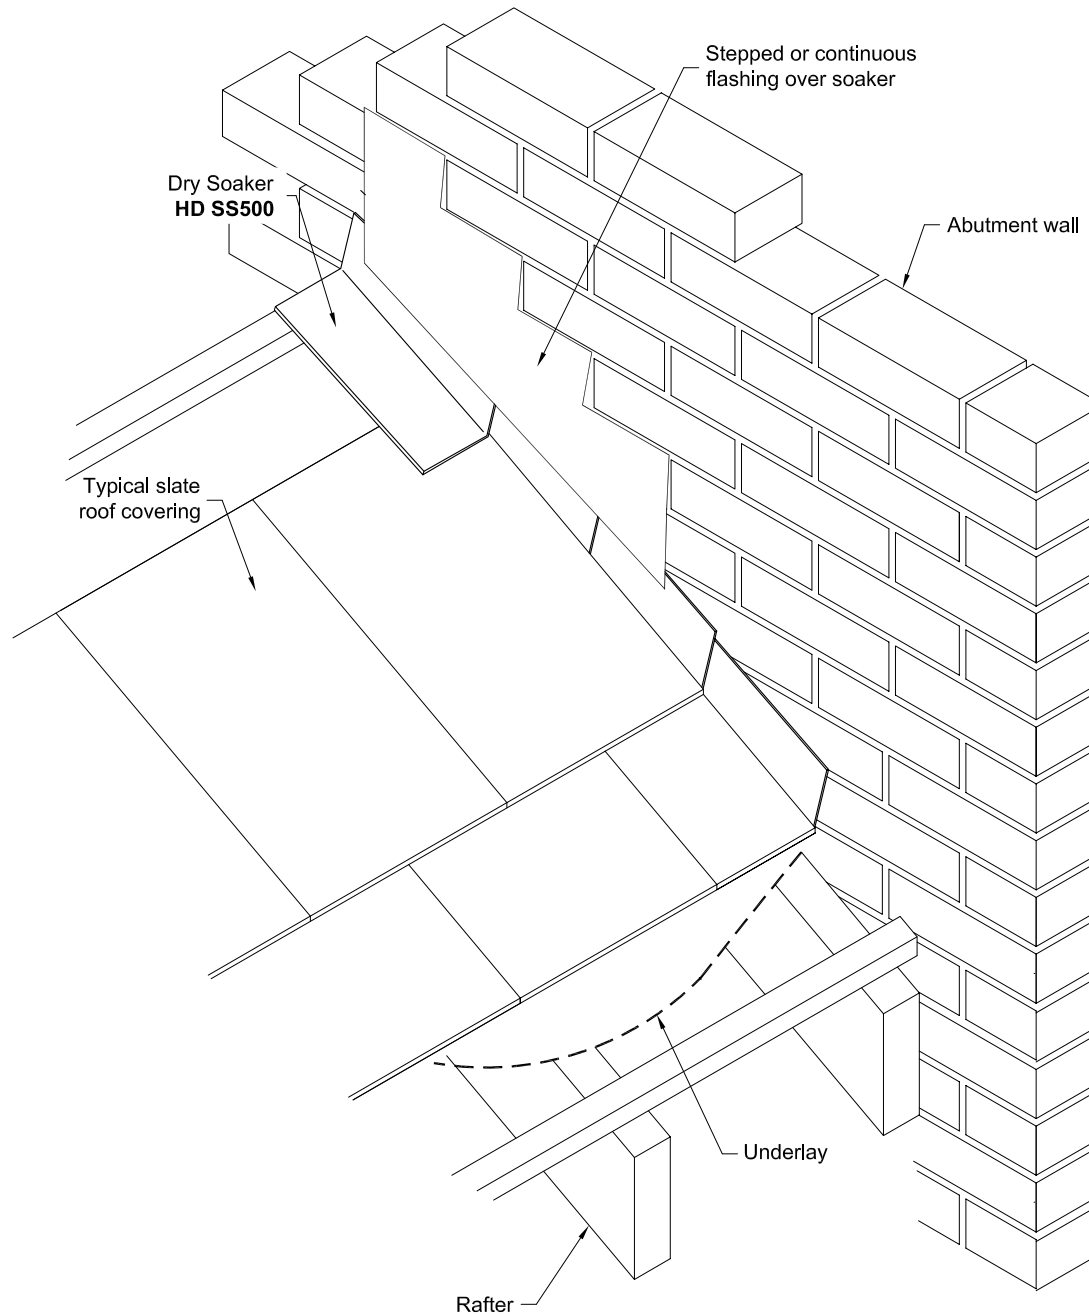 Stepped or continuous
flashing over soaker
Dry Soaker
HD SS500
Abutment wall
Typical slate
roof covering
Underlay
Rafter